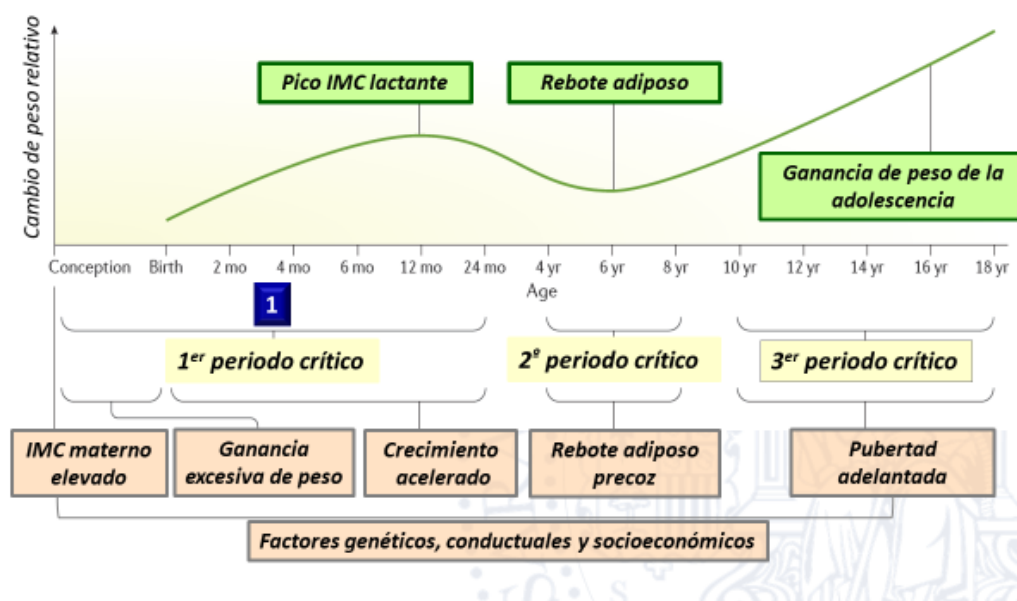 Cambio de peso relativo
Pico IMC lactante
Rebote adiposo
Ganancia de peso de la
adolescencia
Conception Birth 2 mo 4 mo 6 mo 12 mo 24 mo 4 yr 6 yr 8 yr 10 yr 12 yr 14 yr 16 yr 18 yr
Age
1
1er periodo crítico
2º periodo crítico
3er periodo crítico
IMC materno
elevado
Ganancia
excesiva de peso
Crecimiento
acelerado
Rebote adiposo
precoz
Pubertad
adelantada
Factores genéticos, conductuales y socioeconómicos